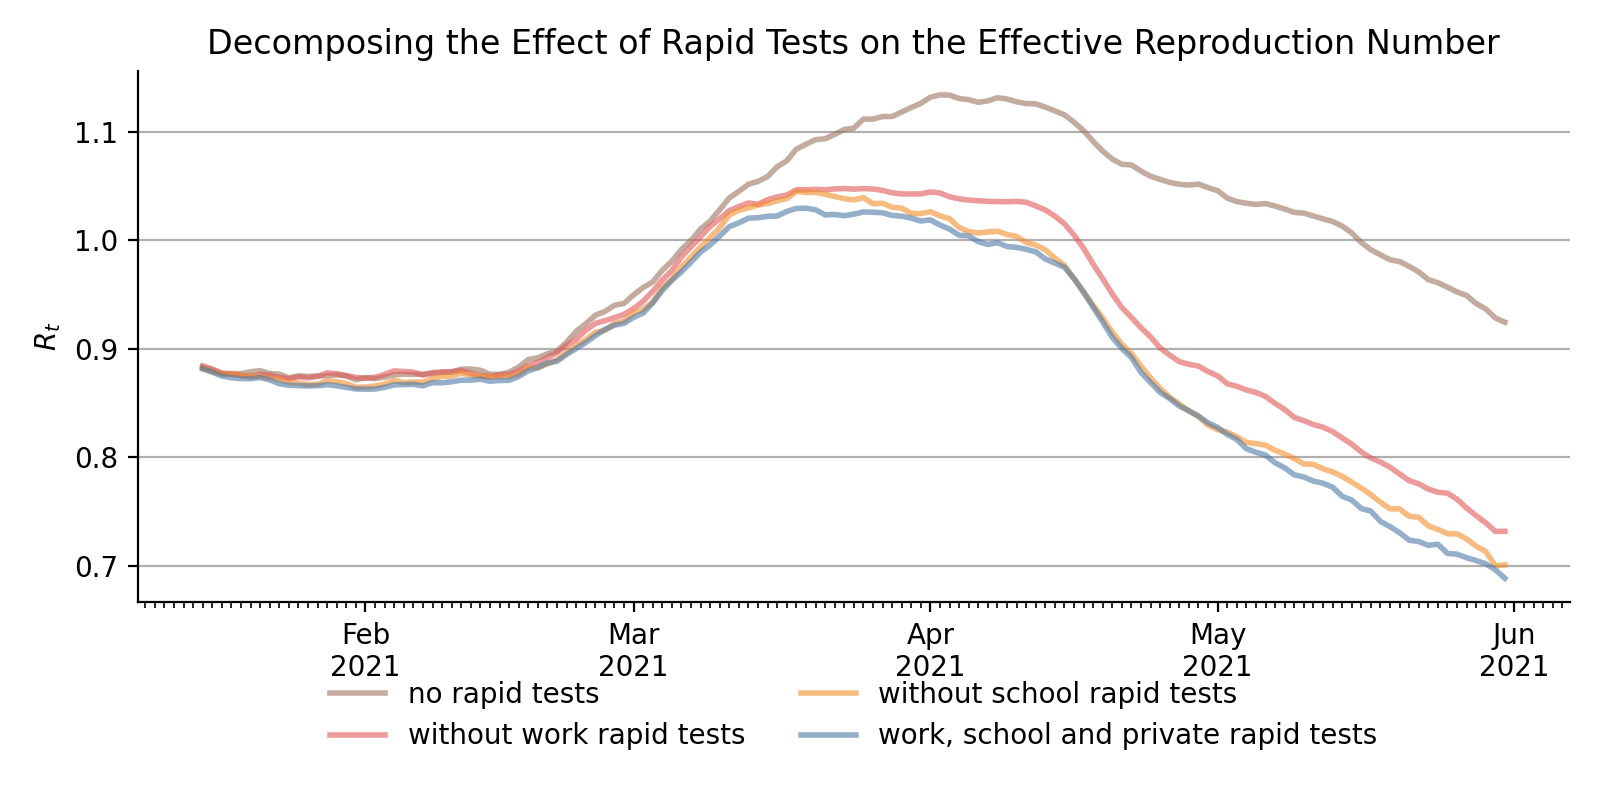 Decomposing the Effect of Rapid Tests on the Effective Reproduction Number
1.1
1.0
0.9
0.8
0.7
R_t
Feb Mar Apr May Jun
2021 2021 2021 2021 2021
no rapid tests
without work rapid tests
without school rapid tests
work, school and private rapid tests